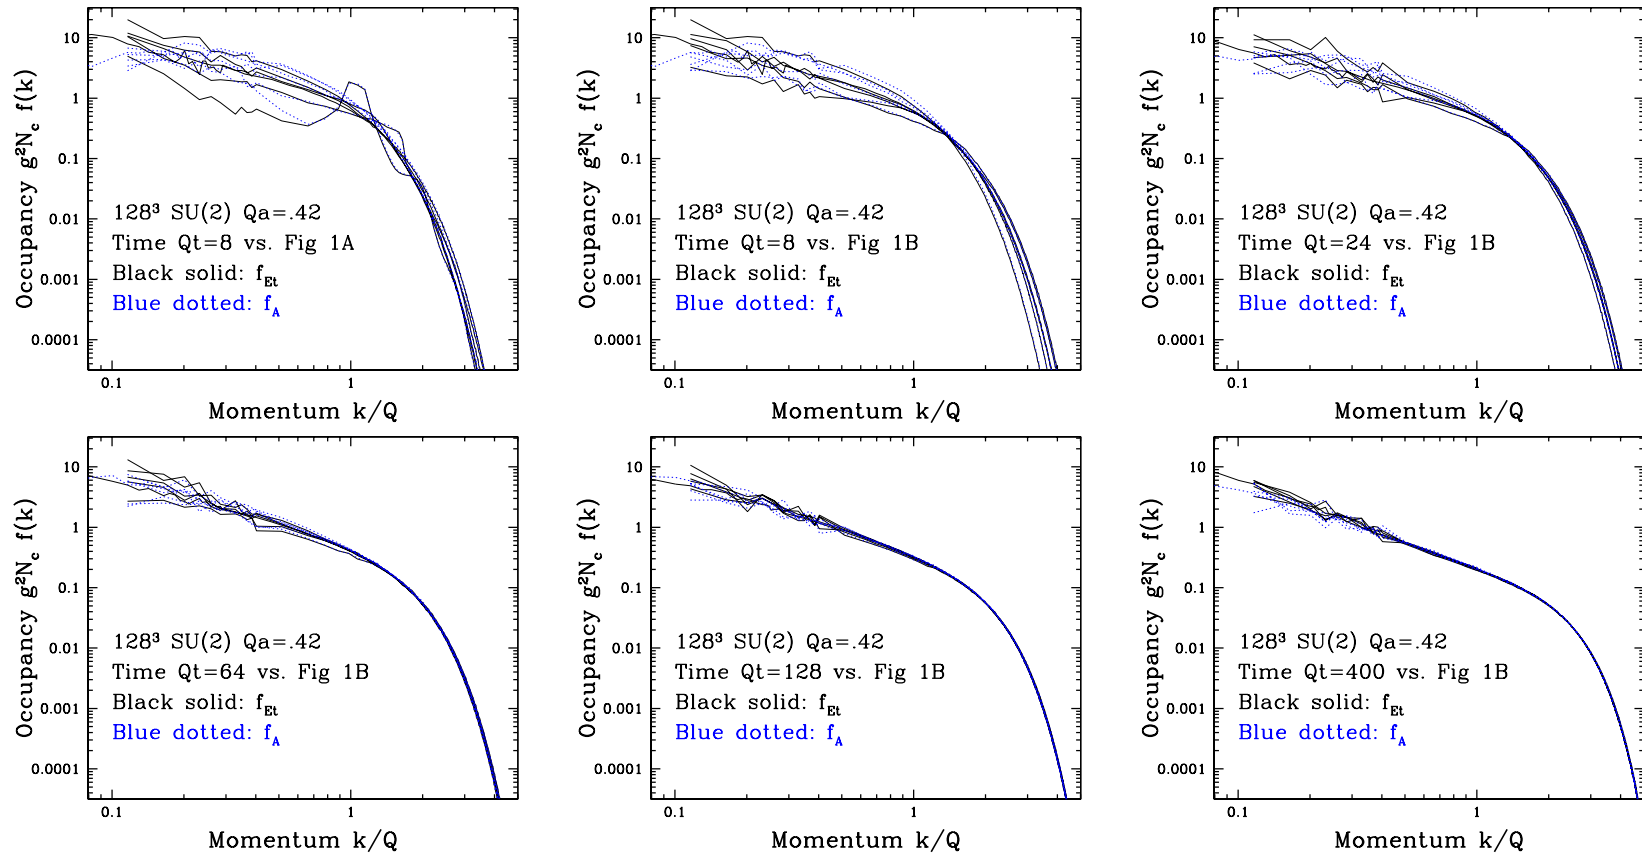 Occupancy g²N_c f(k)
10
1
0.1
0.01
0.001
0.0001
128³ SU(2) Qa=.42
Time Qt=8 vs. Fig 1A
Black solid: f_Et
Blue dotted: f_A
0.1 1
Momentum k/Q
Occupancy g²N_c f(k)
10
1
0.1
0.01
0.001
0.0001
128³ SU(2) Qa=.42
Time Qt=8 vs. Fig 1B
Black solid: f_Et
Blue dotted: f_A
0.1 1
Momentum k/Q
Occupancy g²N_c f(k)
10
1
0.1
0.01
0.001
0.0001
128³ SU(2) Qa=.42
Time Qt=24 vs. Fig 1B
Black solid: f_Et
Blue dotted: f_A
0.1 1
Momentum k/Q
Occupancy g²N_c f(k)
10
1
0.1
0.01
0.001
0.0001
128³ SU(2) Qa=.42
Time Qt=64 vs. Fig 1B
Black solid: f_Et
Blue dotted: f_A
0.1 1
Momentum k/Q
Occupancy g²N_c f(k)
10
1
0.1
0.01
0.001
0.0001
128³ SU(2) Qa=.42
Time Qt=128 vs. Fig 1B
Black solid: f_Et
Blue dotted: f_A
0.1 1
Momentum k/Q
Occupancy g²N_c f(k)
10
1
0.1
0.01
0.001
0.0001
128³ SU(2) Qa=.42
Time Qt=400 vs. Fig 1B
Black solid: f_Et
Blue dotted: f_A
0.1 1
Momentum k/Q